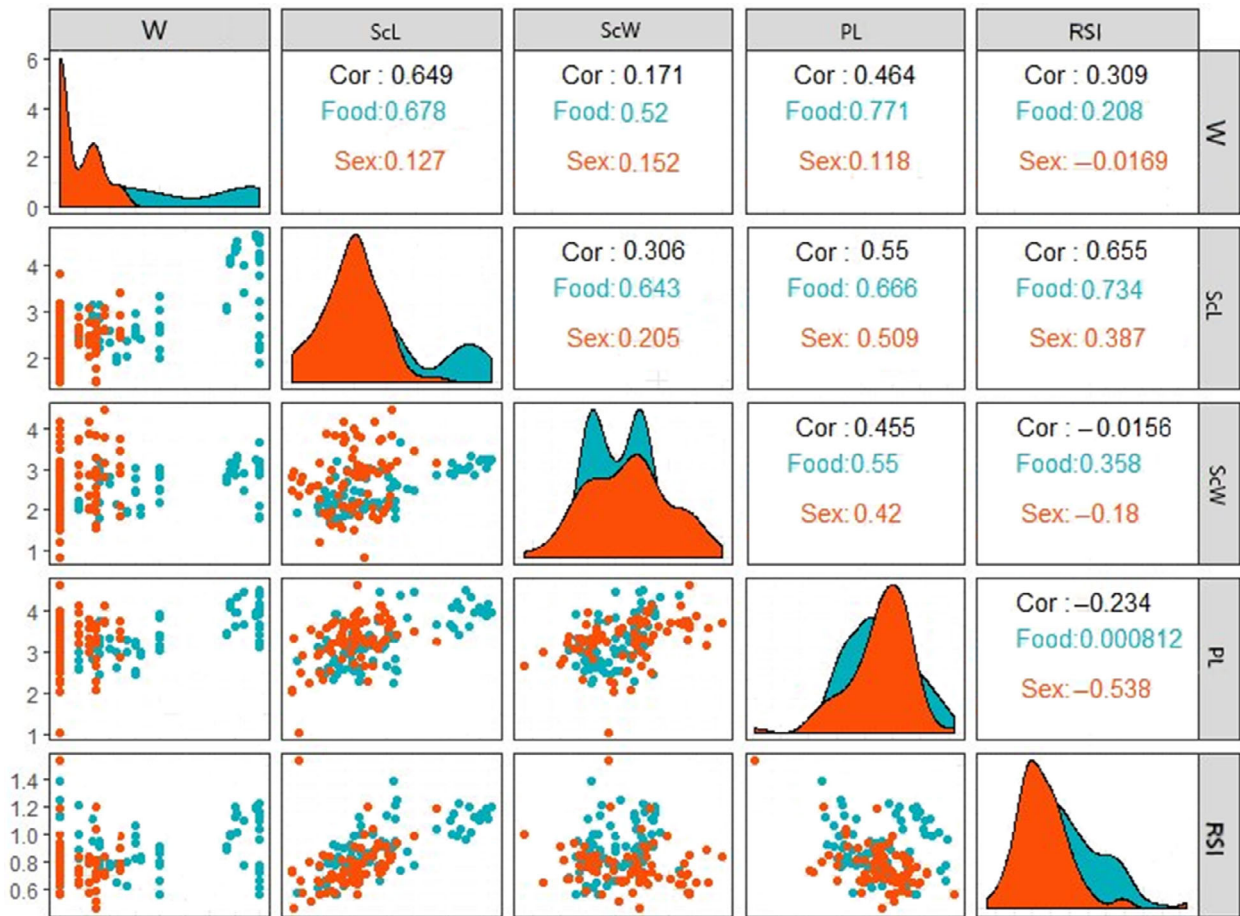 W ScL ScW PL RSI
6
4
2
0
Cor : 0.649
Food:0.678
Sex:0.127
Cor : 0.171
Food: 0.52
Sex:0.152
Cor : 0.464
Food:0.771
Sex:0.118
Cor : 0.309
Food:0.208
Sex: −0.0169
W
4
3
2
Cor : 0.306
Food:0.643
Sex:0.205
Cor : 0.55
Food: 0.666
Sex: 0.509
Cor : 0.655
Food:0.734
Sex: 0.387
ScL
4
3
2
1
Cor : 0.455
Food:0.55
Sex: 0.42
Cor : −0.0156
Food: 0.358
Sex:−0.18
ScW
4
3
2
1
Cor :−0.234
Food:0.000812
Sex:−0.538
PL
1.4
1.2
1.0
0.8
0.6
RSI